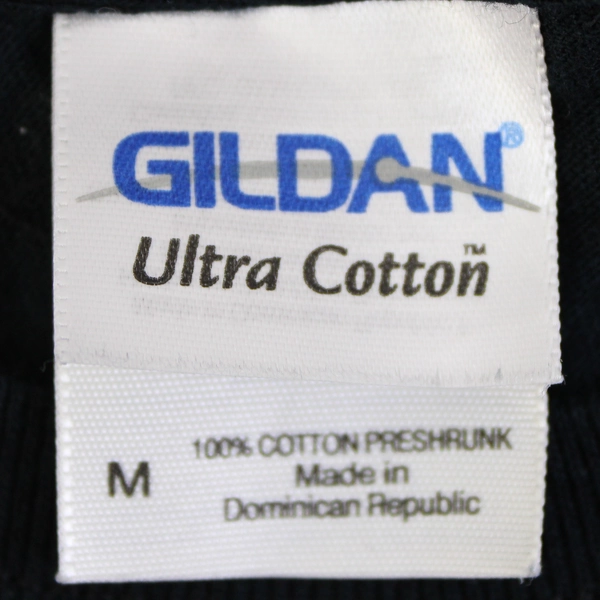 GILDAN®
Ultra Cotton™
M
100% COTTON PRESHRUNK
Made in
Dominican Republic